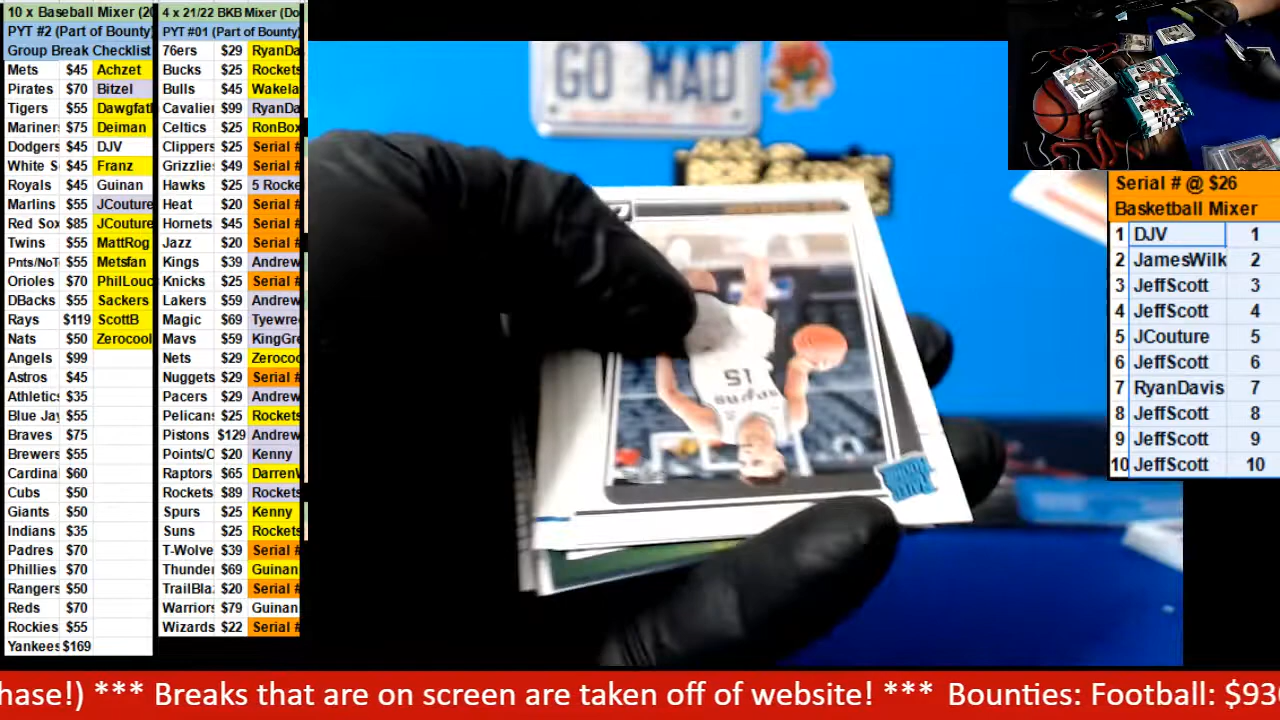 10 x Baseball Mixer (20
PYT #2 (Part of Bounty)
Group Break Checklist
Mets $45 Achzet
Pirates $70 Bitzel
Tigers $55 Dawgfath
Mariners $75 Deiman
Dodgers $45 DJV
White S $45 Franz
Royals $45 Guinan
Marlins $55 JCouture
Red Sox $85 JCouture
Twins $55 MattRog
Pnts/NoT $55 Metsfan
Orioles $70 PhilLouc
DBacks $55 Sackers
Rays $119 ScottB
Nats $50 Zerocool
Angels $99
Astros $45
Athletics $35
Blue Jay $55
Braves $75
Brewers $55
Cardina $60
Cubs $50
Giants $50
Indians $35
Padres $70
Phillies $70
Rangers $50
Reds $70
Rockies $55
Yankees $169
4 x 21/22 BKB Mixer (Do
PYT #01 (Part of Bounty)
76ers $29 RyanDa
Bucks $25 Rockets
Bulls $45 Wakela
Cavalier $99 RyanDa
Celtics $25 RonBox
Clippers $25 Serial #
Grizzlie $49 Serial #
Hawks $25 5 Rocke
Heat $20 Serial #
Hornets $45 Serial #
Jazz $20 Serial #
Kings $39 Andrew
Knicks $25 Serial #
Lakers $59 Andrew
Magic $69 Tyewre
Mavs $59 KingGre
Nets $29 Zerocoo
Nuggets $29 Serial #
Pacers $29 Andrew
Pelicans $25 Rockets
Pistons $129 Andrew
Points/C $20 Kenny
Raptors $65 DarrenW
Rockets $89 Rockets
Spurs $25 Kenny
Suns $25 Rockets
T-Wolve $39 Serial #
Thunde $69 Guinan
TrailBla $20 Serial #
Warriors $79 Guinan
Wizards $22 Serial #
GO MAD
SPURS
15
Serial # @ $26
Basketball Mixer
1 DJV 1
2 JamesWilk 2
3 JeffScott 3
4 JeffScott 4
5 JCouture 5
6 JeffScott 6
7 RyanDavis 7
8 JeffScott 8
9 JeffScott 9
10 JeffScott 10
hase!) *** Breaks that are on screen are taken off of website! *** Bounties: Football: $930